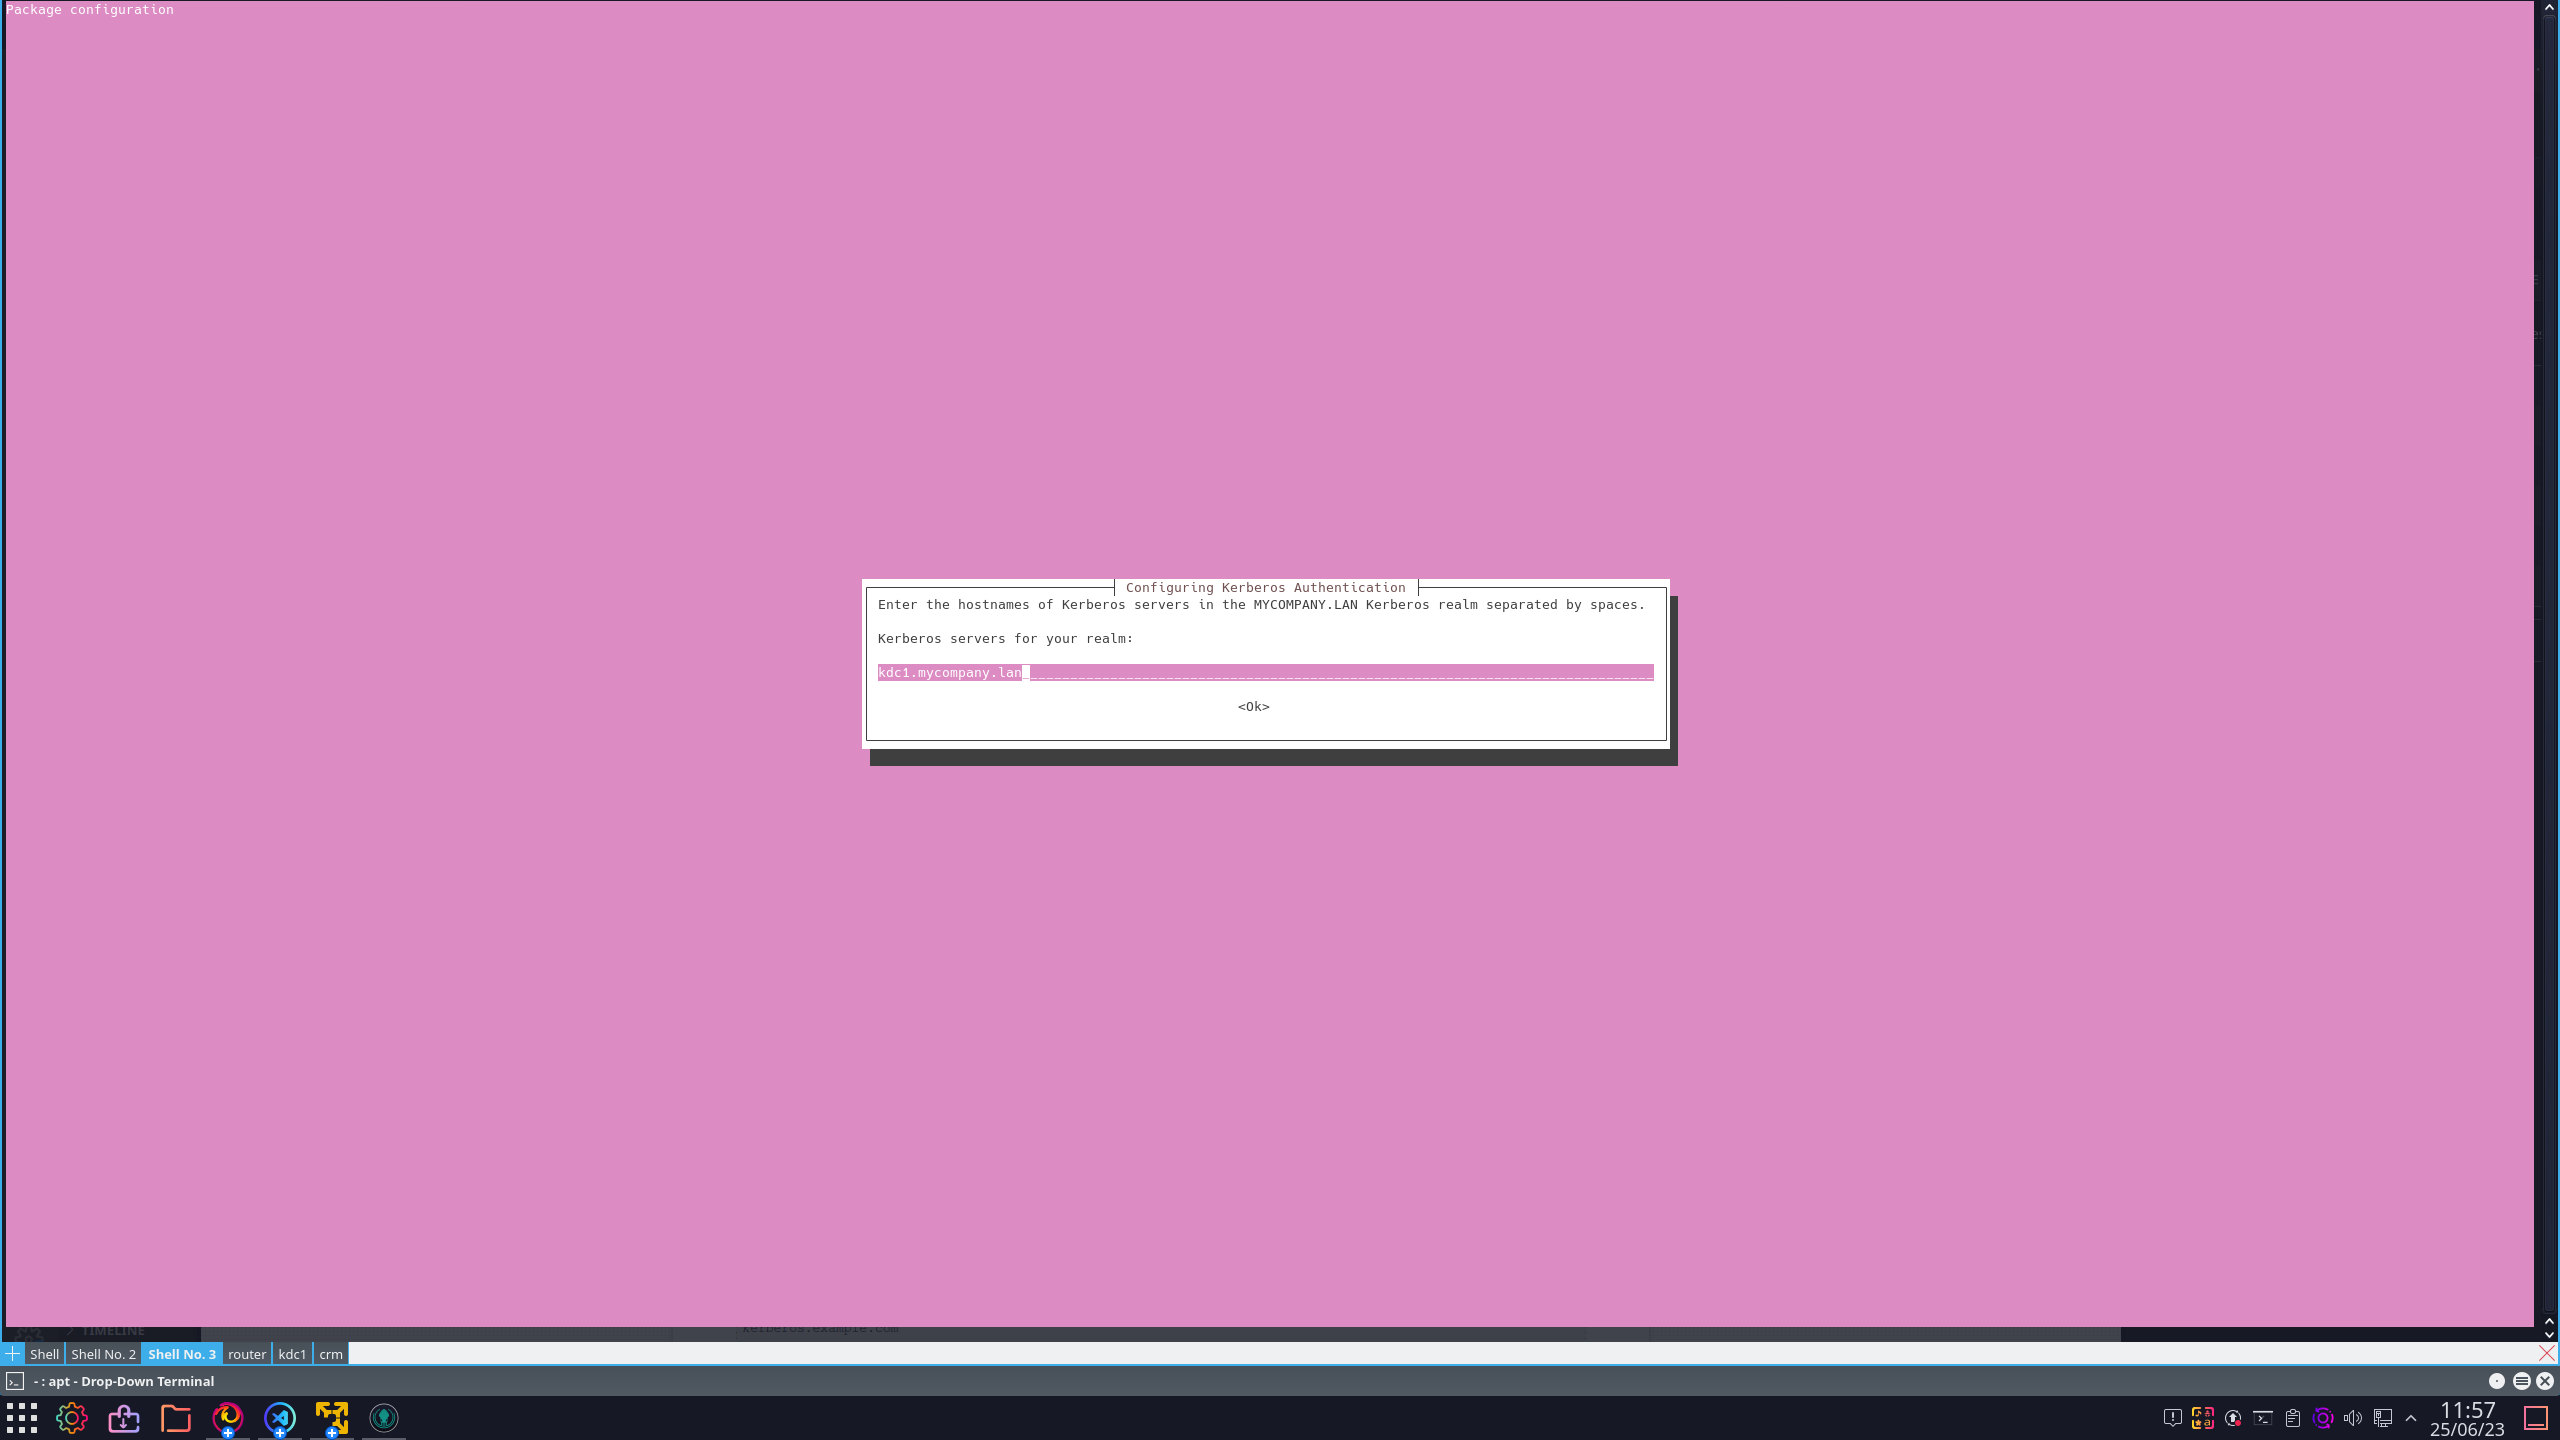 Package configuration
Configuring Kerberos Authentication
Enter the hostnames of Kerberos servers in the MYCOMPANY.LAN Kerberos realm separated by spaces.
Kerberos servers for your realm:
kdc1.mycompany.lan
<Ok>
TIMELINE
kerberos.example.com
Shell
Shell No. 2
Shell No. 3
router
kdc1
crm
- : apt - Drop-Down Terminal
11:57
25/06/23